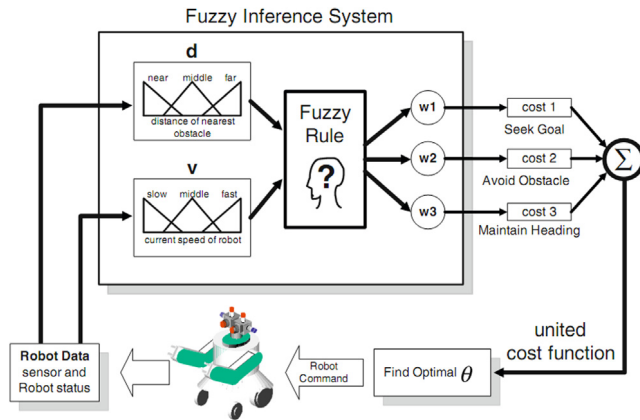 Fuzzy Inference System
d
near middle far
distance of nearest
obstacle
v
slow middle fast
current speed of robot
Fuzzy
Rule
?
w1
w2
w3
cost 1
Seek Goal
cost 2
Avoid Obstacle
cost 3
Maintain Heading
Σ
united
cost function
Find Optimal θ
Robot
Command
Robot Data
sensor and
Robot status